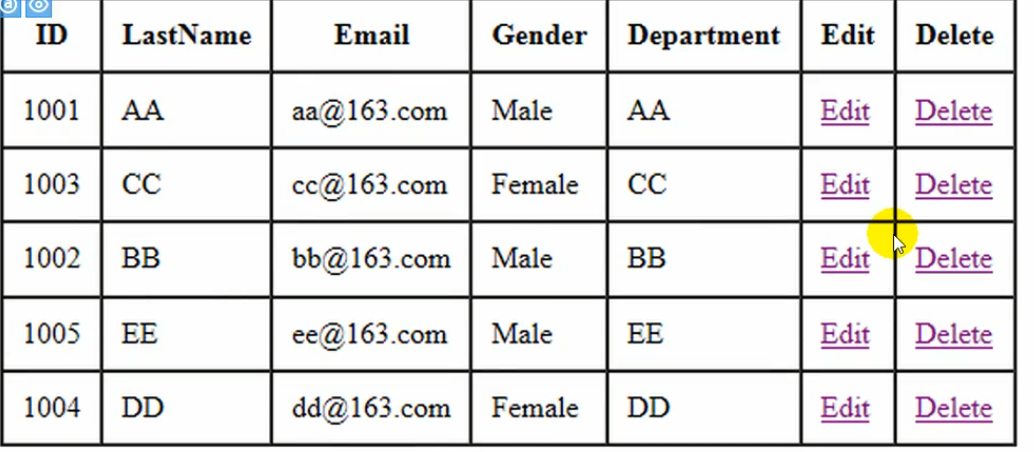 ID LastName Email Gender Department Edit Delete
1001 AA aa@163.com Male AA Edit Delete
1003 CC cc@163.com Female CC Edit Delete
1002 BB bb@163.com Male BB Edit Delete
1005 EE ee@163.com Male EE Edit Delete
1004 DD dd@163.com Female DD Edit Delete